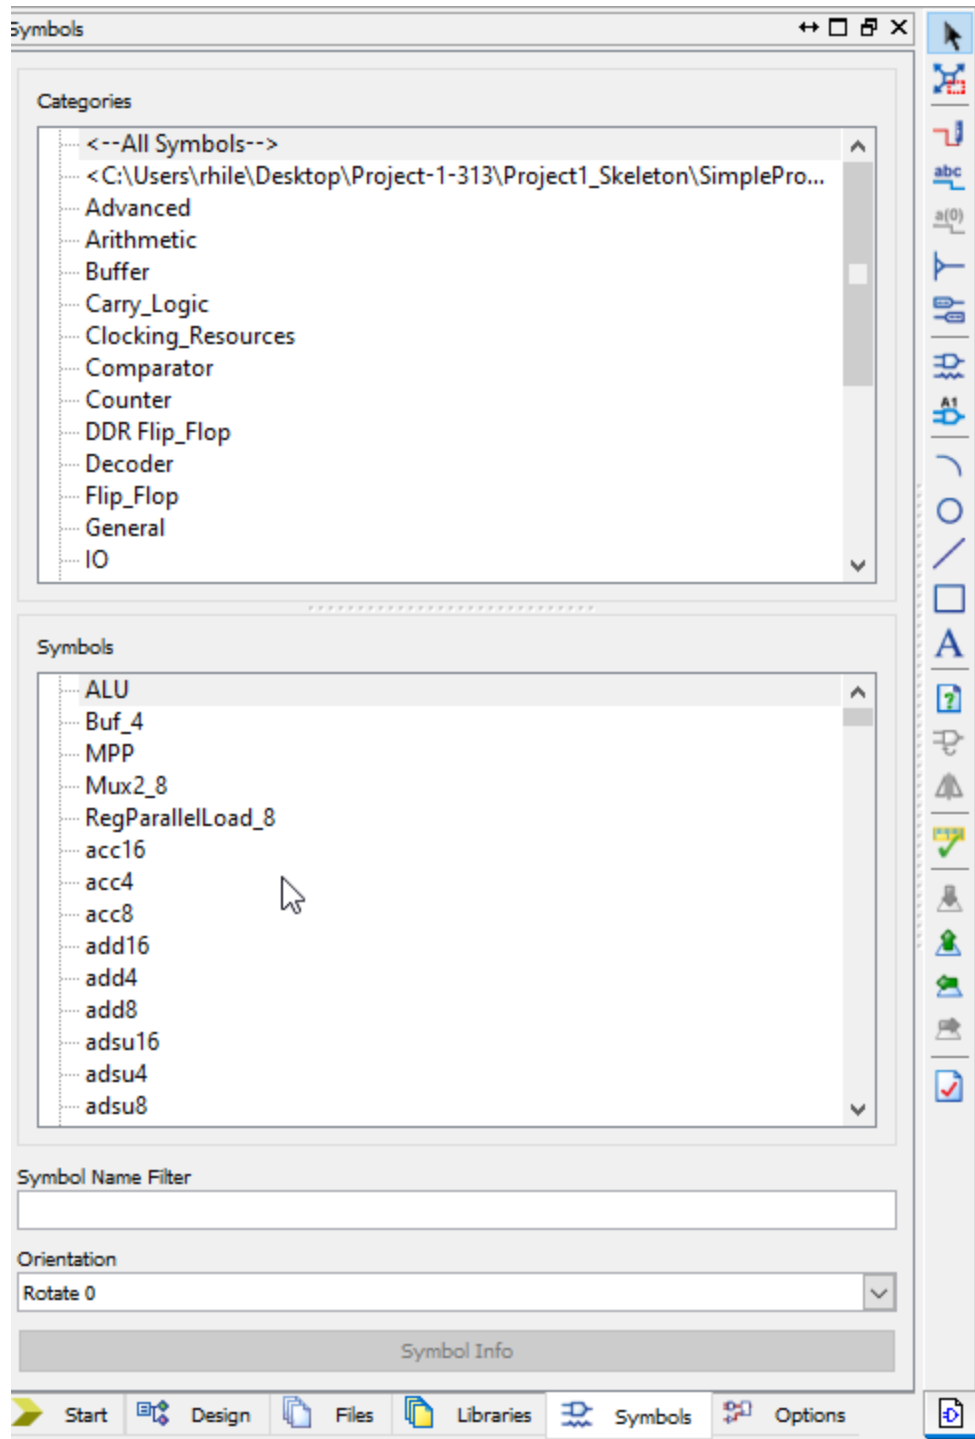 Symbols
Categories
<--All Symbols-->
<C:\Users\rhile\Desktop\Project-1-313\Project1_Skeleton\SimplePro...
Advanced
Arithmetic
Buffer
Carry_Logic
Clocking_Resources
Comparator
Counter
DDR Flip_Flop
Decoder
Flip_Flop
General
IO
Symbols
ALU
Buf_4
MPP
Mux2_8
RegParallelLoad_8
acc16
acc4
acc8
add16
add4
add8
adsu16
adsu4
adsu8
Symbol Name Filter
Orientation
Rotate 0
Symbol Info
Start Design Files Libraries Symbols Options
abc
a(0)
A1
A